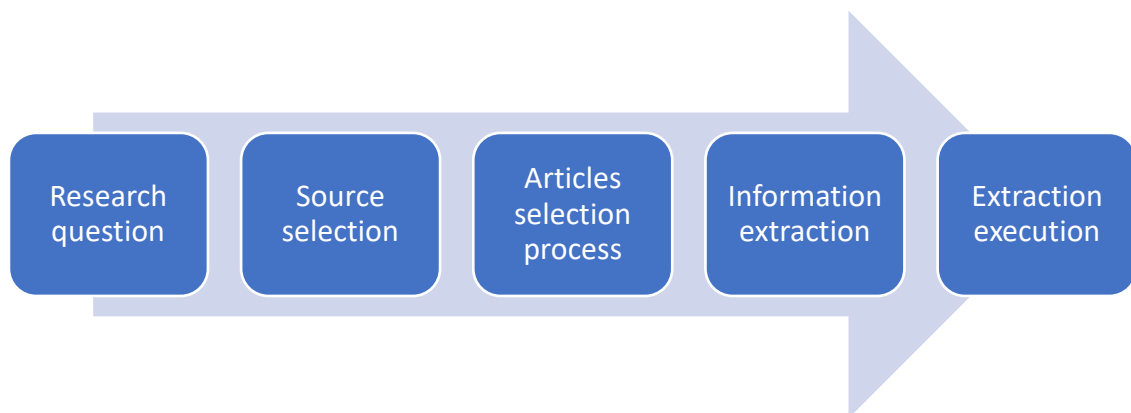 Research
question
Source
selection
Articles
selection
process
Information
extraction
Extraction
execution